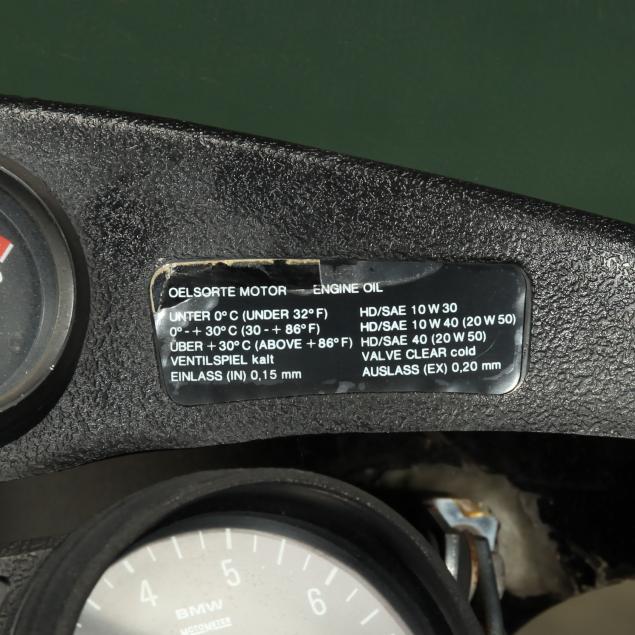 OELSORTE MOTOR — ENGINE OIL
UNTER 0°C (UNDER 32°F) HD/SAE 10 W 30
0°-+ 30°C (30 -+ 86°F) HD/SAE 10 W 40 (20 W 50)
ÜBER +30°C (ABOVE +86°F) HD/SAE 40 (20 W 50)
VENTILSPIEL kalt VALVE CLEAR cold
EINLASS (IN) 0,15 mm AUSLASS (EX) 0,20 mm
4 5 6
BMW
MOTOMETER